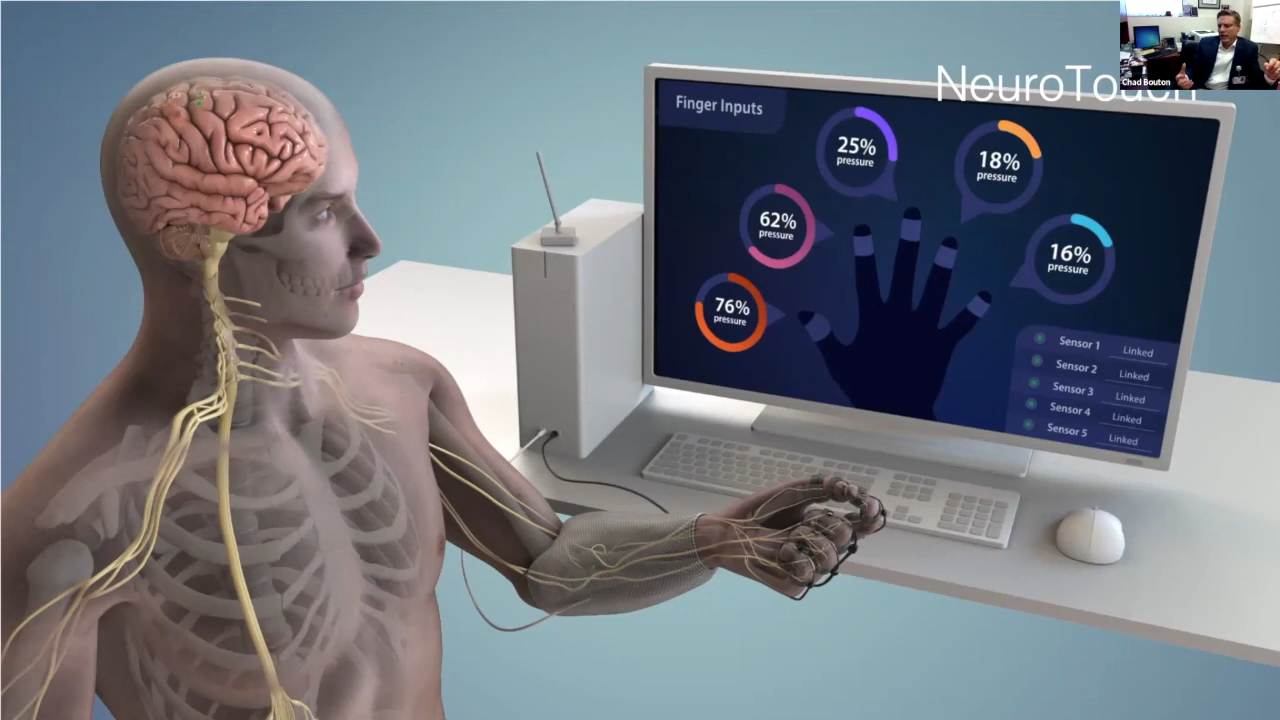 Chad Bouton
NeuroTouch
Finger Inputs
25%
pressure
18%
pressure
62%
pressure
16%
pressure
76%
pressure
Sensor 1 Linked
Sensor 2 Linked
Sensor 3 Linked
Sensor 4 Linked
Sensor 5 Linked